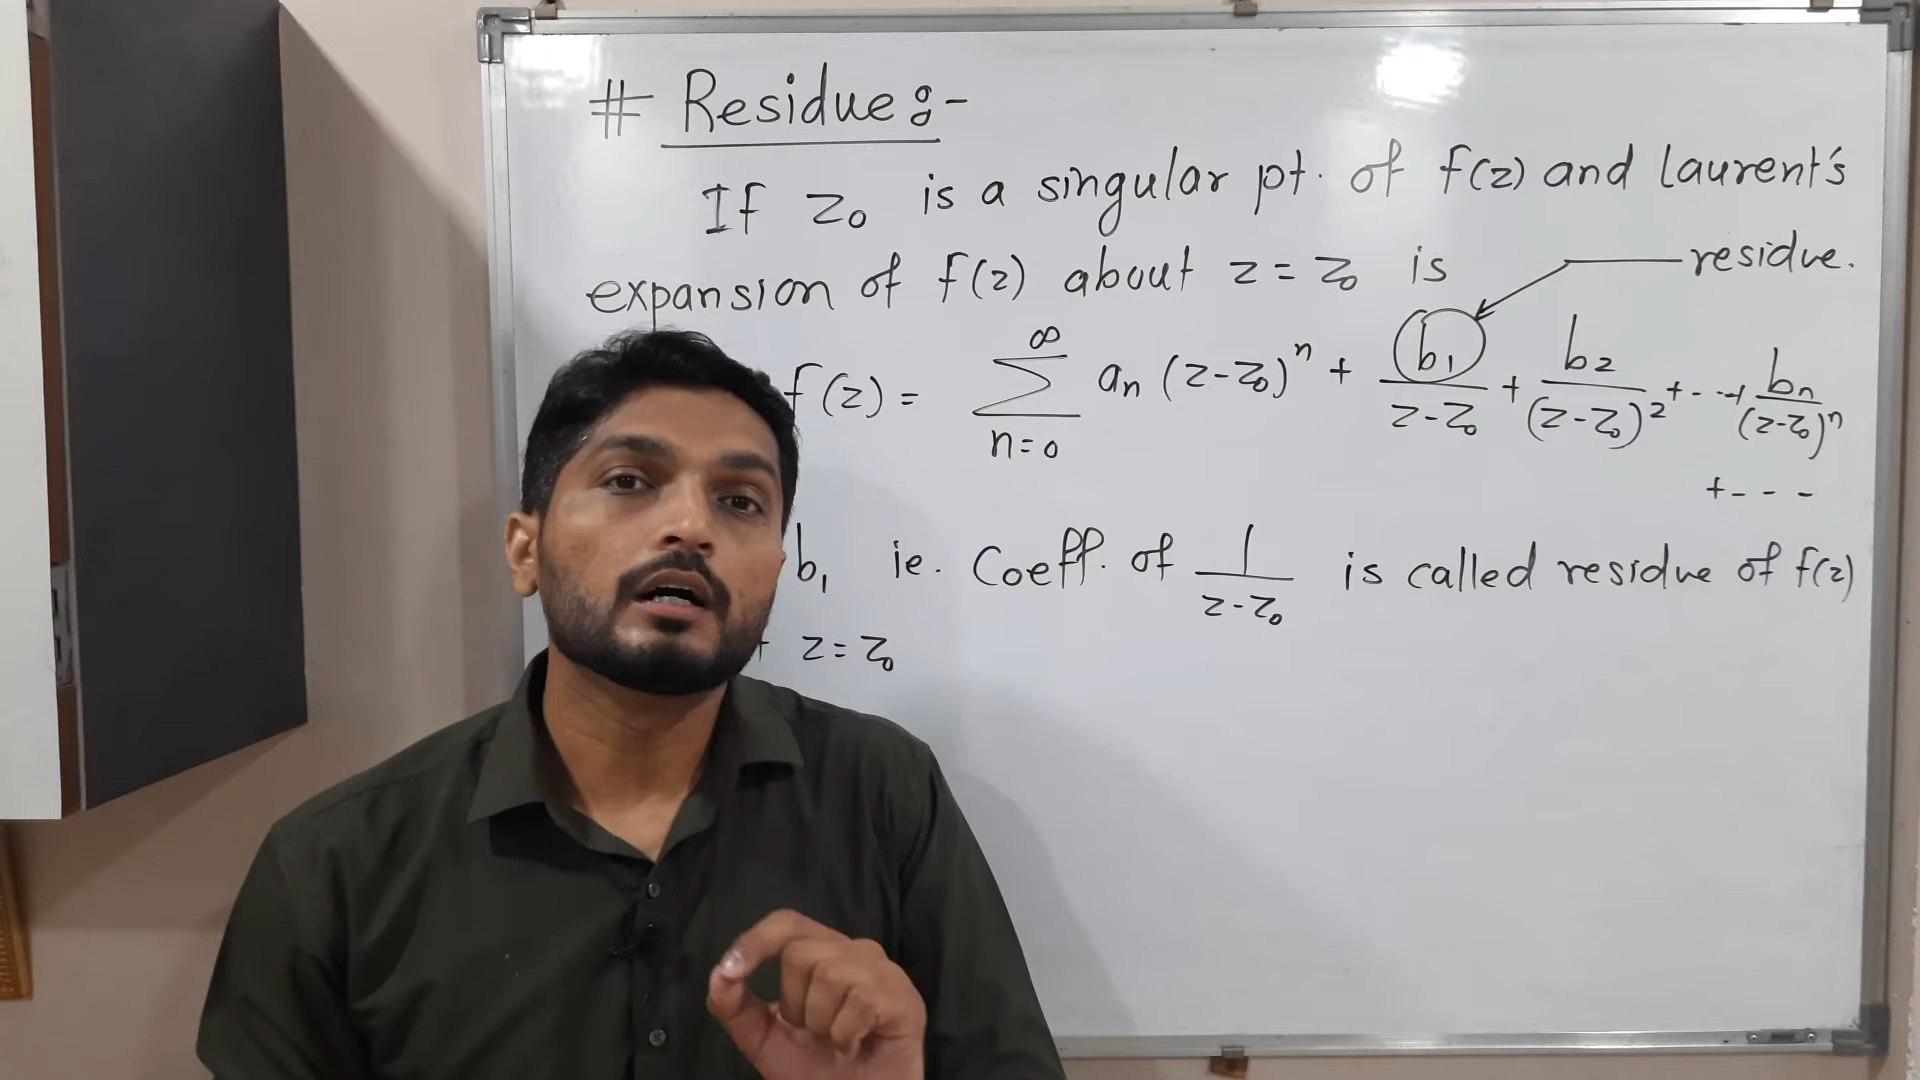 # Residue :-
If z₀ is a singular pt. of f(z) and Laurent's
expansion of f(z) about z = z₀ is
residue.
f(z) = ∑_{n=0}^{∞} aₙ (z-z₀)ⁿ + b₁/(z-z₀) + b₂/(z-z₀)² + - - + bₙ/(z-z₀)ⁿ
+ - - -
b₁ ie. Coeff. of 1/(z-z₀) is called residue of f(z)
z = z₀